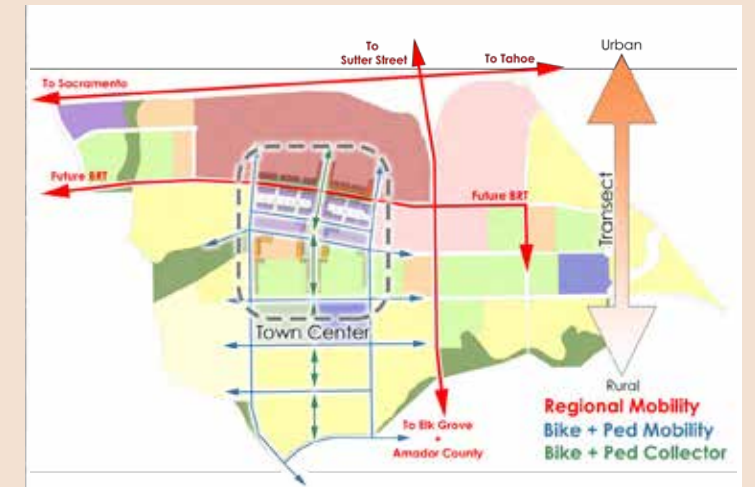 To
Sutter Street
To Tahoe
Urban
To Sacramento
Future BRT
Future BRT
Transect
Town Center
Rural
To Elk Grove
Amador County
Regional Mobility
Bike + Ped Mobility
Bike + Ped Collector